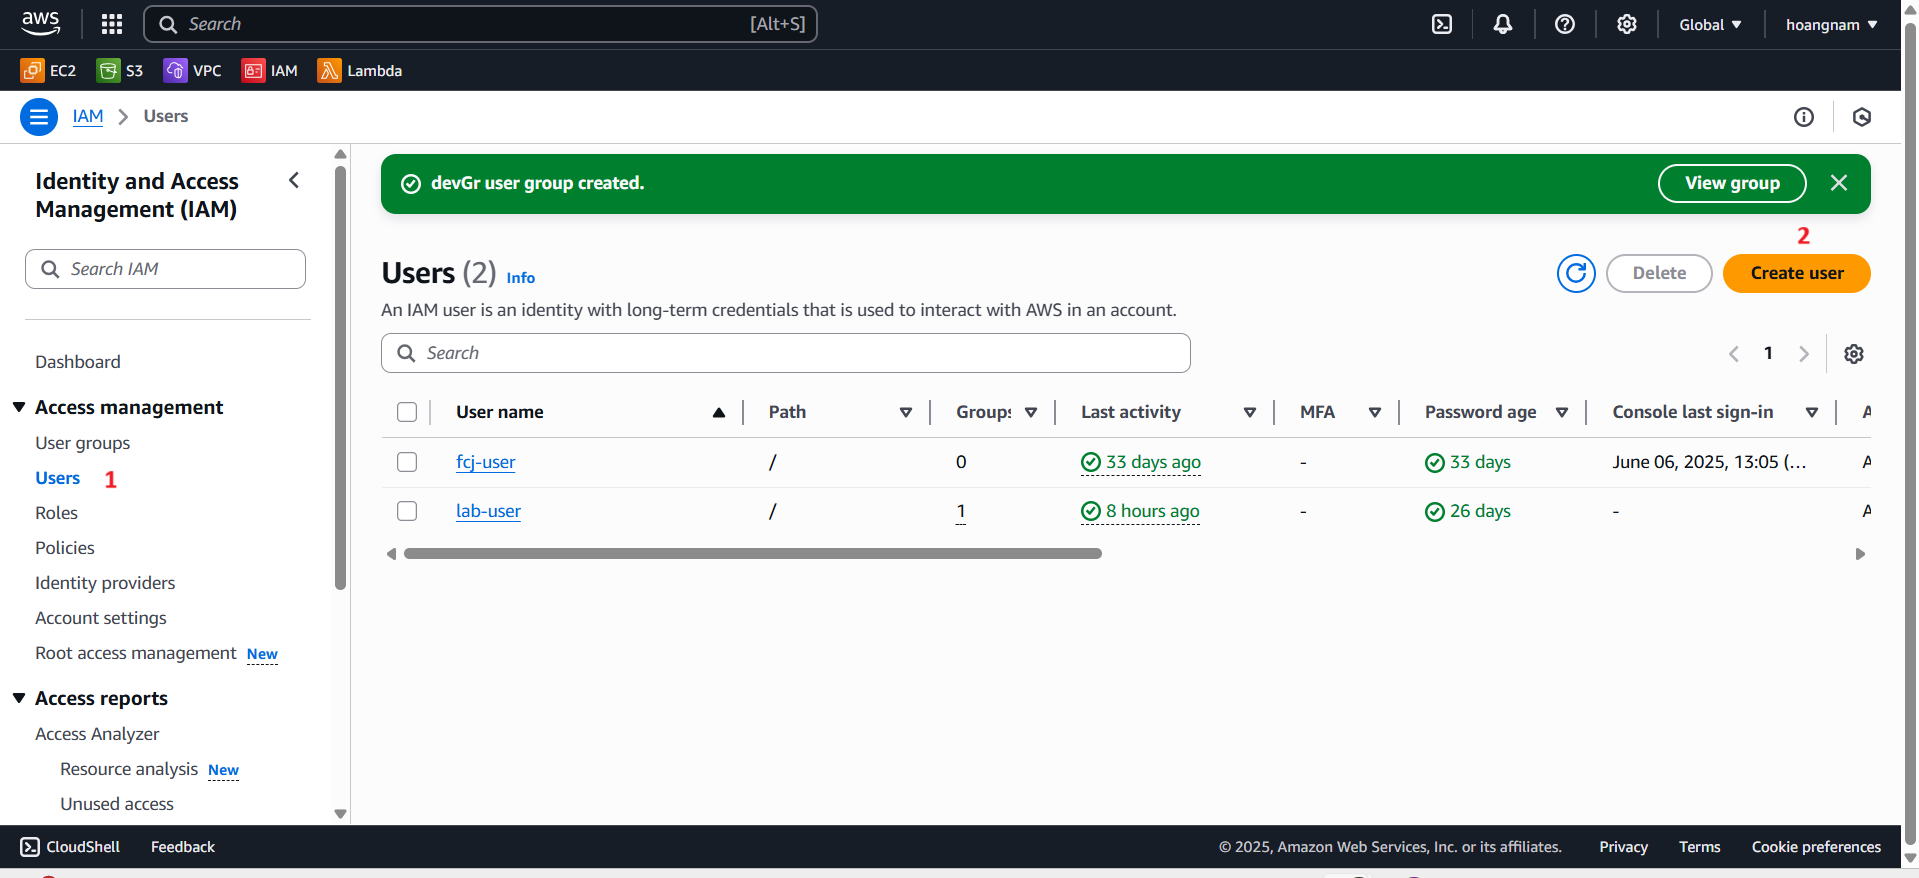 aws
Search [Alt+S]
Global hoangnam
EC2 S3 VPC IAM Lambda
IAM Users
Identity and Access
Management (IAM)
Search IAM
Dashboard
Access management
User groups
Users 1
Roles
Policies
Identity providers
Account settings
Root access management New
Access reports
Access Analyzer
Resource analysis New
Unused access
devGr user group created. View group
2
Users (2) Info
Delete Create user
An IAM user is an identity with long-term credentials that is used to interact with AWS in an account.
Search
1
User name Path Groups Last activity MFA Password age Console last sign-in A
fcj-user / 0 33 days ago - 33 days June 06, 2025, 13:05 (... A
lab-user / 1 8 hours ago - 26 days - A
CloudShell Feedback © 2025, Amazon Web Services, Inc. or its affiliates. Privacy Terms Cookie preferences